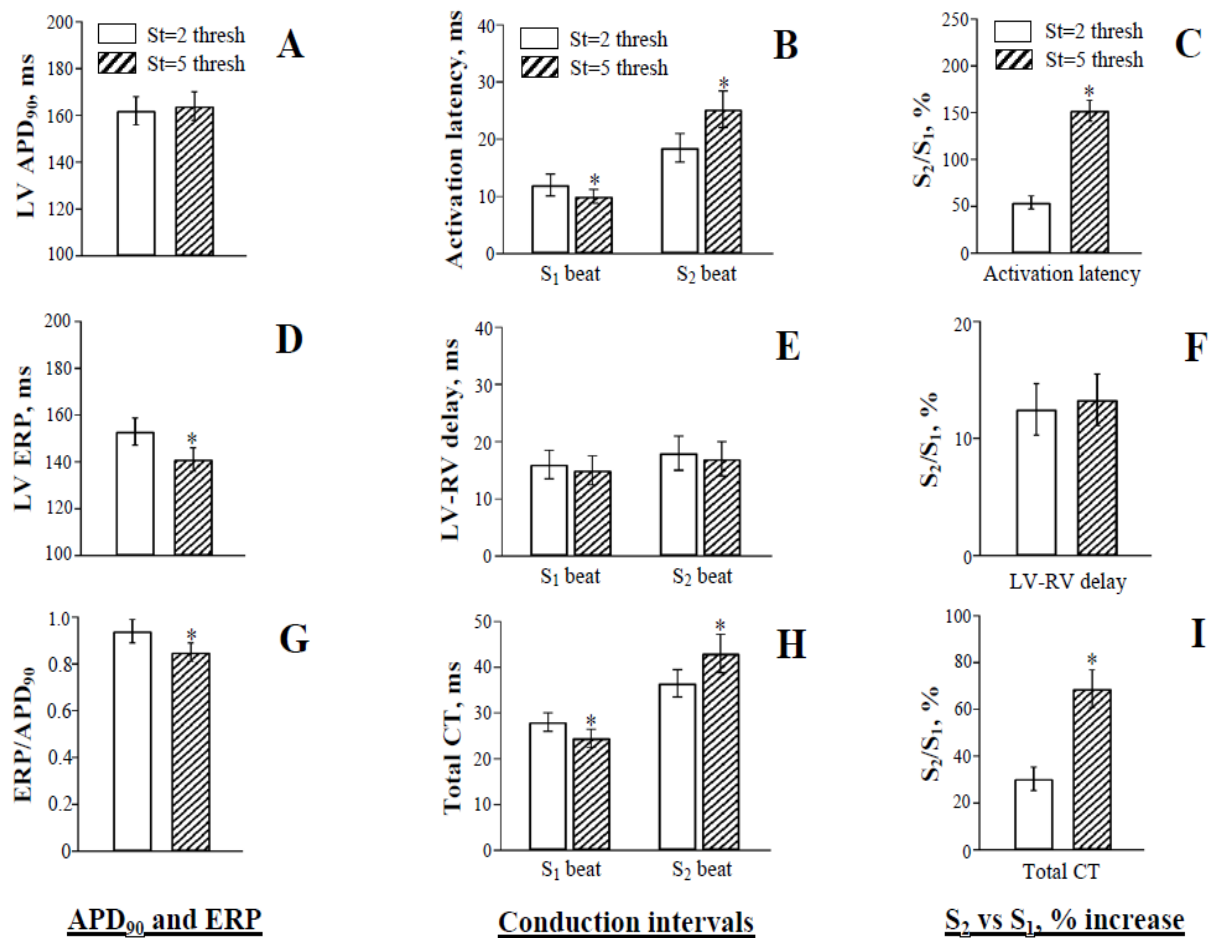 A
LV APD₉₀, ms
200
180
160
140
120
100
St=2 thresh
St=5 thresh
B
Activation latency, ms
40
30
20
10
0
St=2 thresh
St=5 thresh
*
*
S₁ beat
S₂ beat
C
S₂/S₁, %
250
200
150
100
50
0
St=2 thresh
St=5 thresh
*
Activation latency
D
LV ERP, ms
200
180
160
140
120
100
*
E
LV-RV delay, ms
40
30
20
10
0
S₁ beat
S₂ beat
F
S₂/S₁, %
20
10
0
LV-RV delay
G
ERP/APD₉₀
1.0
0.8
0.6
0.4
0.2
0
*
H
Total CT, ms
50
40
30
20
10
0
*
*
S₁ beat
S₂ beat
I
S₂/S₁, %
100
80
60
40
20
0
*
Total CT
APD₉₀ and ERP
Conduction intervals
S₂ vs S₁, % increase